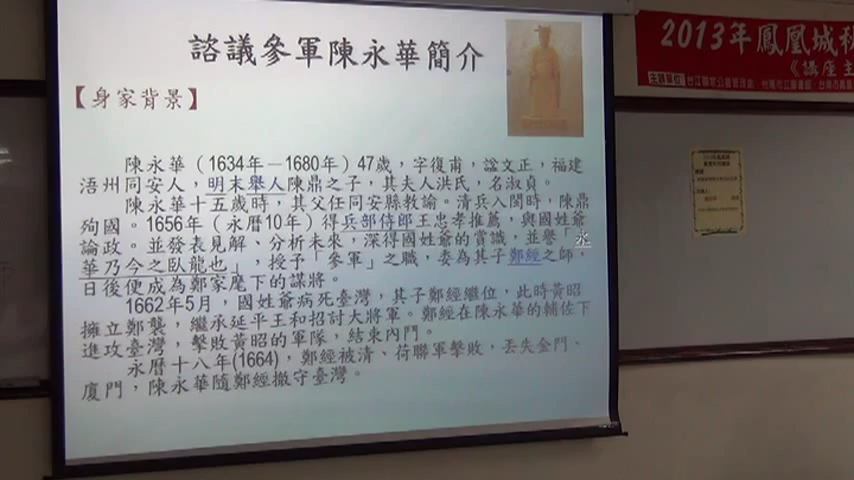 諮議參軍陳永華簡介
【身家背景】
陳永華（1634年－1680年）47歲，字復甫，諡文正，福建
浯州同安人，明末舉人陳鼎之子，其夫人洪氏，名淑貞。
陳永華十五歲時，其父任同安縣教諭。清兵入閩時，陳鼎
殉國。1656年（永曆10年）得兵部侍郎王忠孝推薦，與國姓爺
論政。並發表見解、分析未來，深得國姓爺的賞識，並譽「永
華乃今之臥龍也」，授予「參軍」之職，委為其子鄭經之師，
日後便成為鄭家麾下的謀將。
1662年5月，國姓爺病死臺灣，其子鄭經繼位，此時黃昭
擁立鄭襲，繼承延平王和招討大將軍。鄭經在陳永華的輔佐下
進攻臺灣，擊敗黃昭的軍隊，結束內鬥。
永曆十八年(1664)，鄭經被清、荷聯軍擊敗，丟失金門、
廈門，陳永華隨鄭經撤守臺灣。
2013年鳳凰城
《講座主
主辦單位